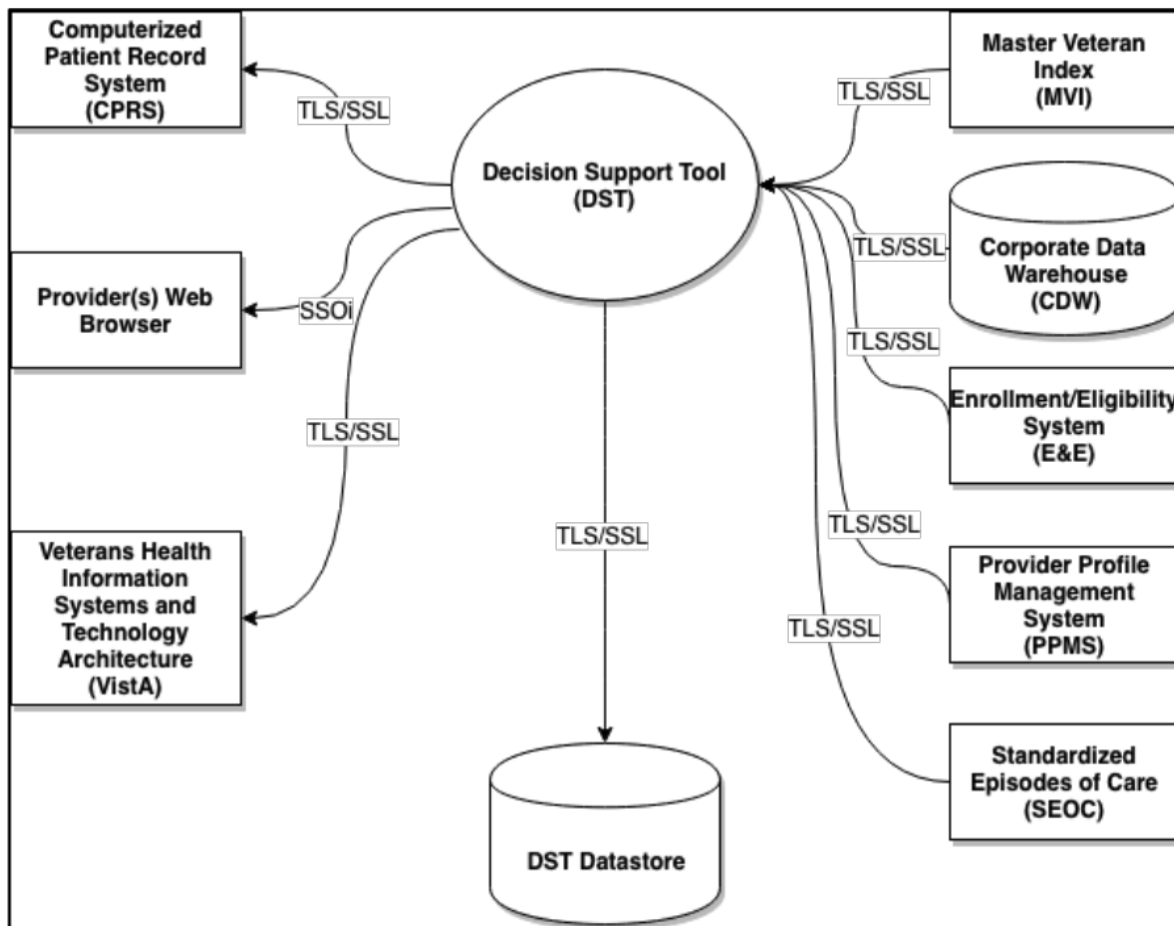 Computerized
Patient Record
System
(CPRS)
TLS/SSL
Provider(s) Web
Browser
SSOi
TLS/SSL
Veterans Health
Information
Systems and
Technology
Architecture
(VistA)
Decision Support Tool
(DST)
TLS/SSL
DST Datastore
Master Veteran
Index
(MVI)
TLS/SSL
Corporate Data
Warehouse
(CDW)
TLS/SSL
Enrollment/Eligibility
System
(E&E)
TLS/SSL
Provider Profile
Management
System
(PPMS)
TLS/SSL
Standardized
Episodes of Care
(SEOC)
TLS/SSL